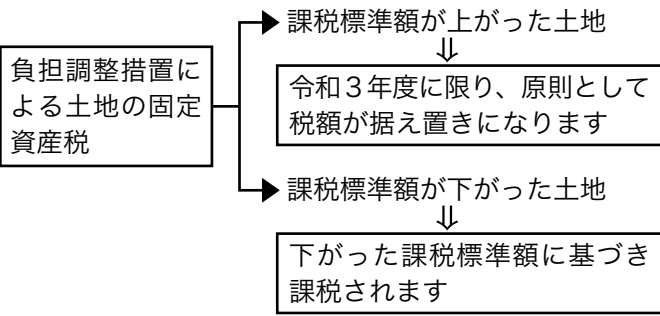 負担調整措置に
よる土地の固定
資産税
課税標準額が上がった土地
⇓
令和３年度に限り、原則として
税額が据え置きになります
課税標準額が下がった土地
⇓
下がった課税標準額に基づき
課税されます